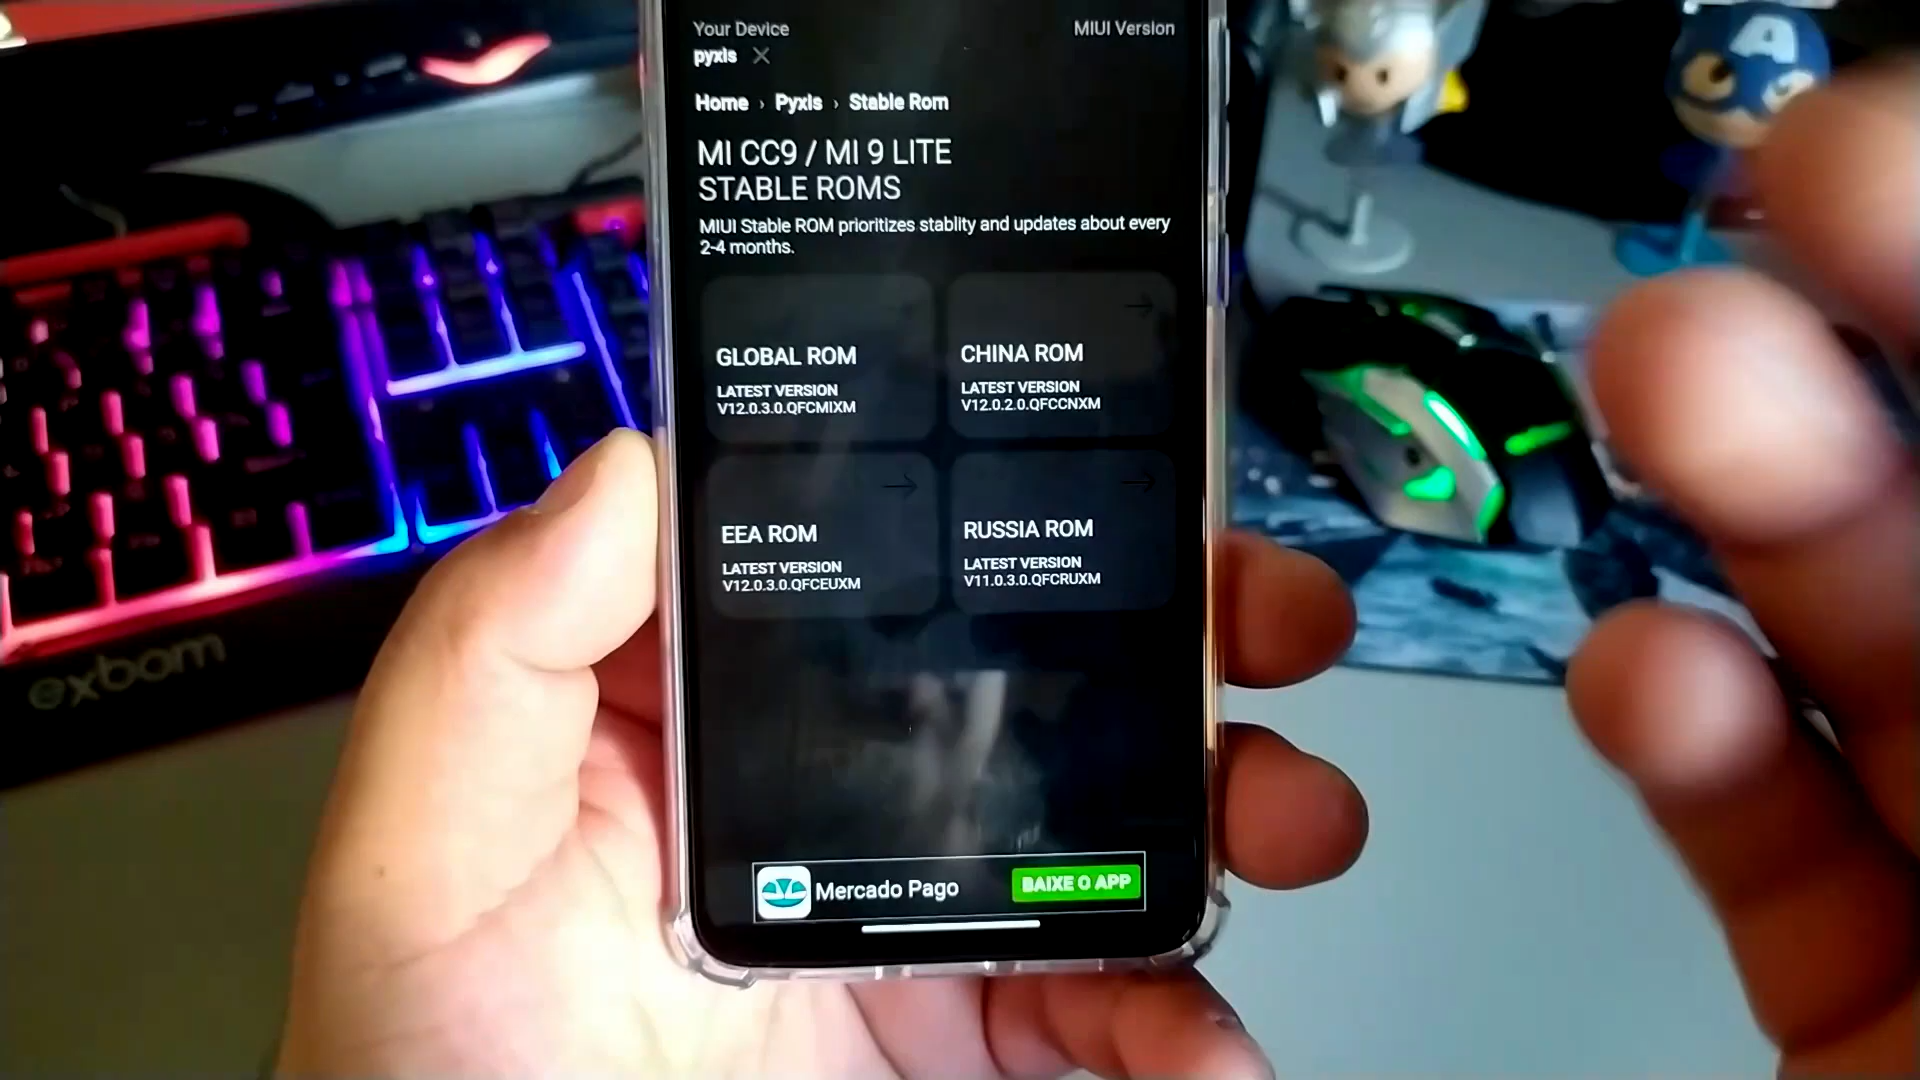 Your Device
MIUI Version
pyxis
Home › Pyxis › Stable Rom
MI CC9 / MI 9 LITE
STABLE ROMS
MIUI Stable ROM prioritizes stablity and updates about every
2-4 months.
GLOBAL ROM
LATEST VERSION
V12.0.3.0.QFCMIXM
CHINA ROM
LATEST VERSION
V12.0.2.0.QFCCNXM
EEA ROM
LATEST VERSION
V12.0.3.0.QFCEUXM
RUSSIA ROM
LATEST VERSION
V11.0.3.0.QFCRUXM
Mercado Pago
BAIXE O APP
exbom
A